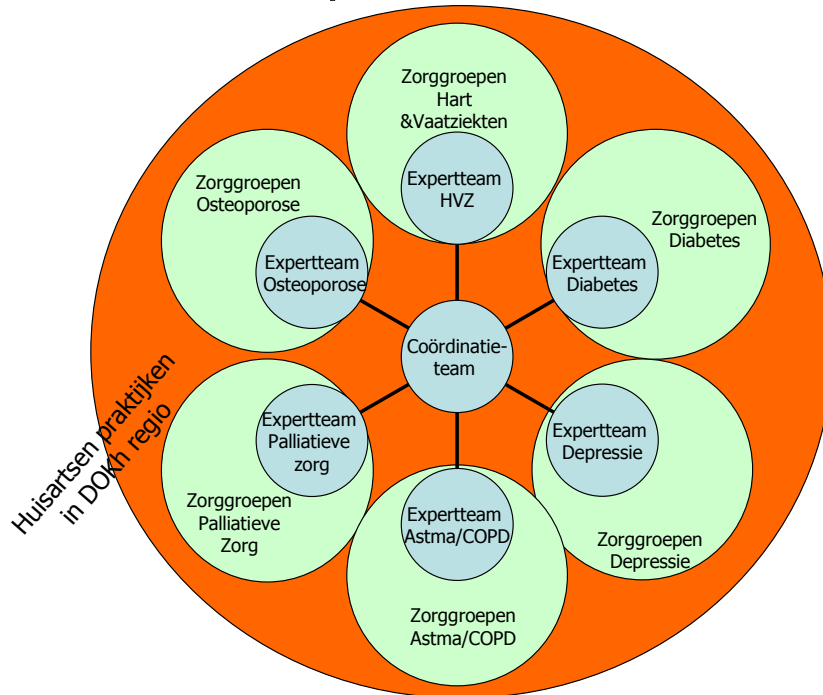 Zorggroepen
Hart
&Vaatziekten
Expertteam
HVZ
Zorggroepen
Osteoporose
Expertteam
Osteoporose
Zorggroepen
Diabetes
Expertteam
Diabetes
Coördinatie-
team
Expertteam
Palliatieve
zorg
Zorggroepen
Palliatieve
Zorg
Expertteam
Depressie
Zorggroepen
Depressie
Expertteam
Astma/COPD
Zorggroepen
Astma/COPD
Huisartsen praktijken
in DOKh regio